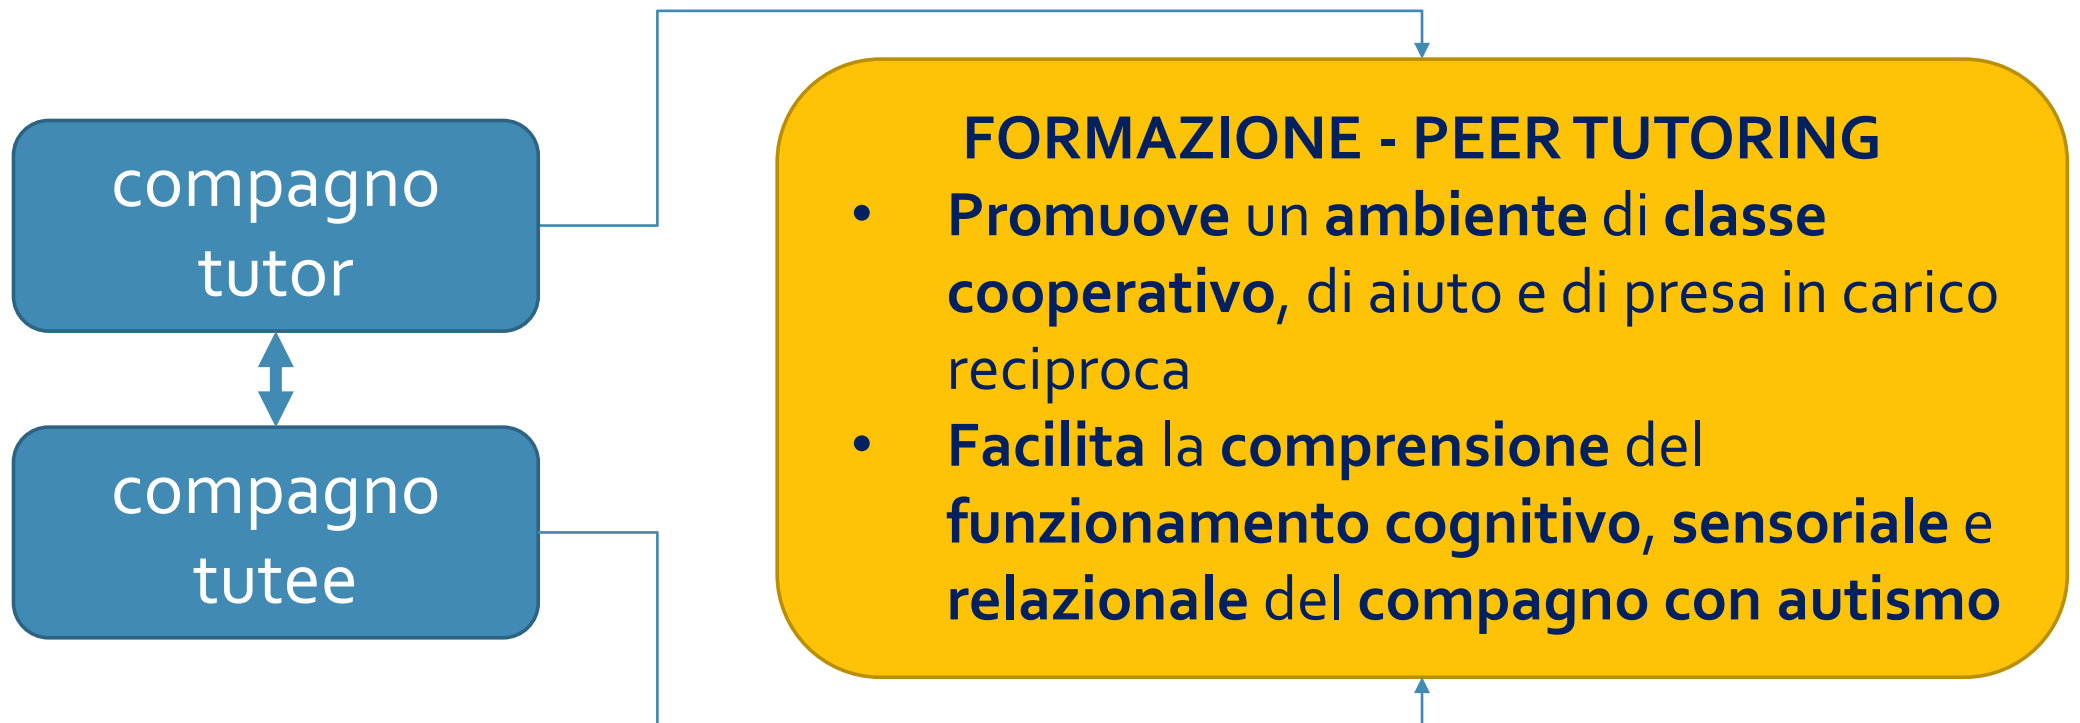 compagno
tutor
compagno
tutee
FORMAZIONE - PEER TUTORING
• Promuove un ambiente di classe
cooperativo, di aiuto e di presa in carico
reciproca
• Facilita la comprensione del
funzionamento cognitivo, sensoriale e
relazionale del compagno con autismo